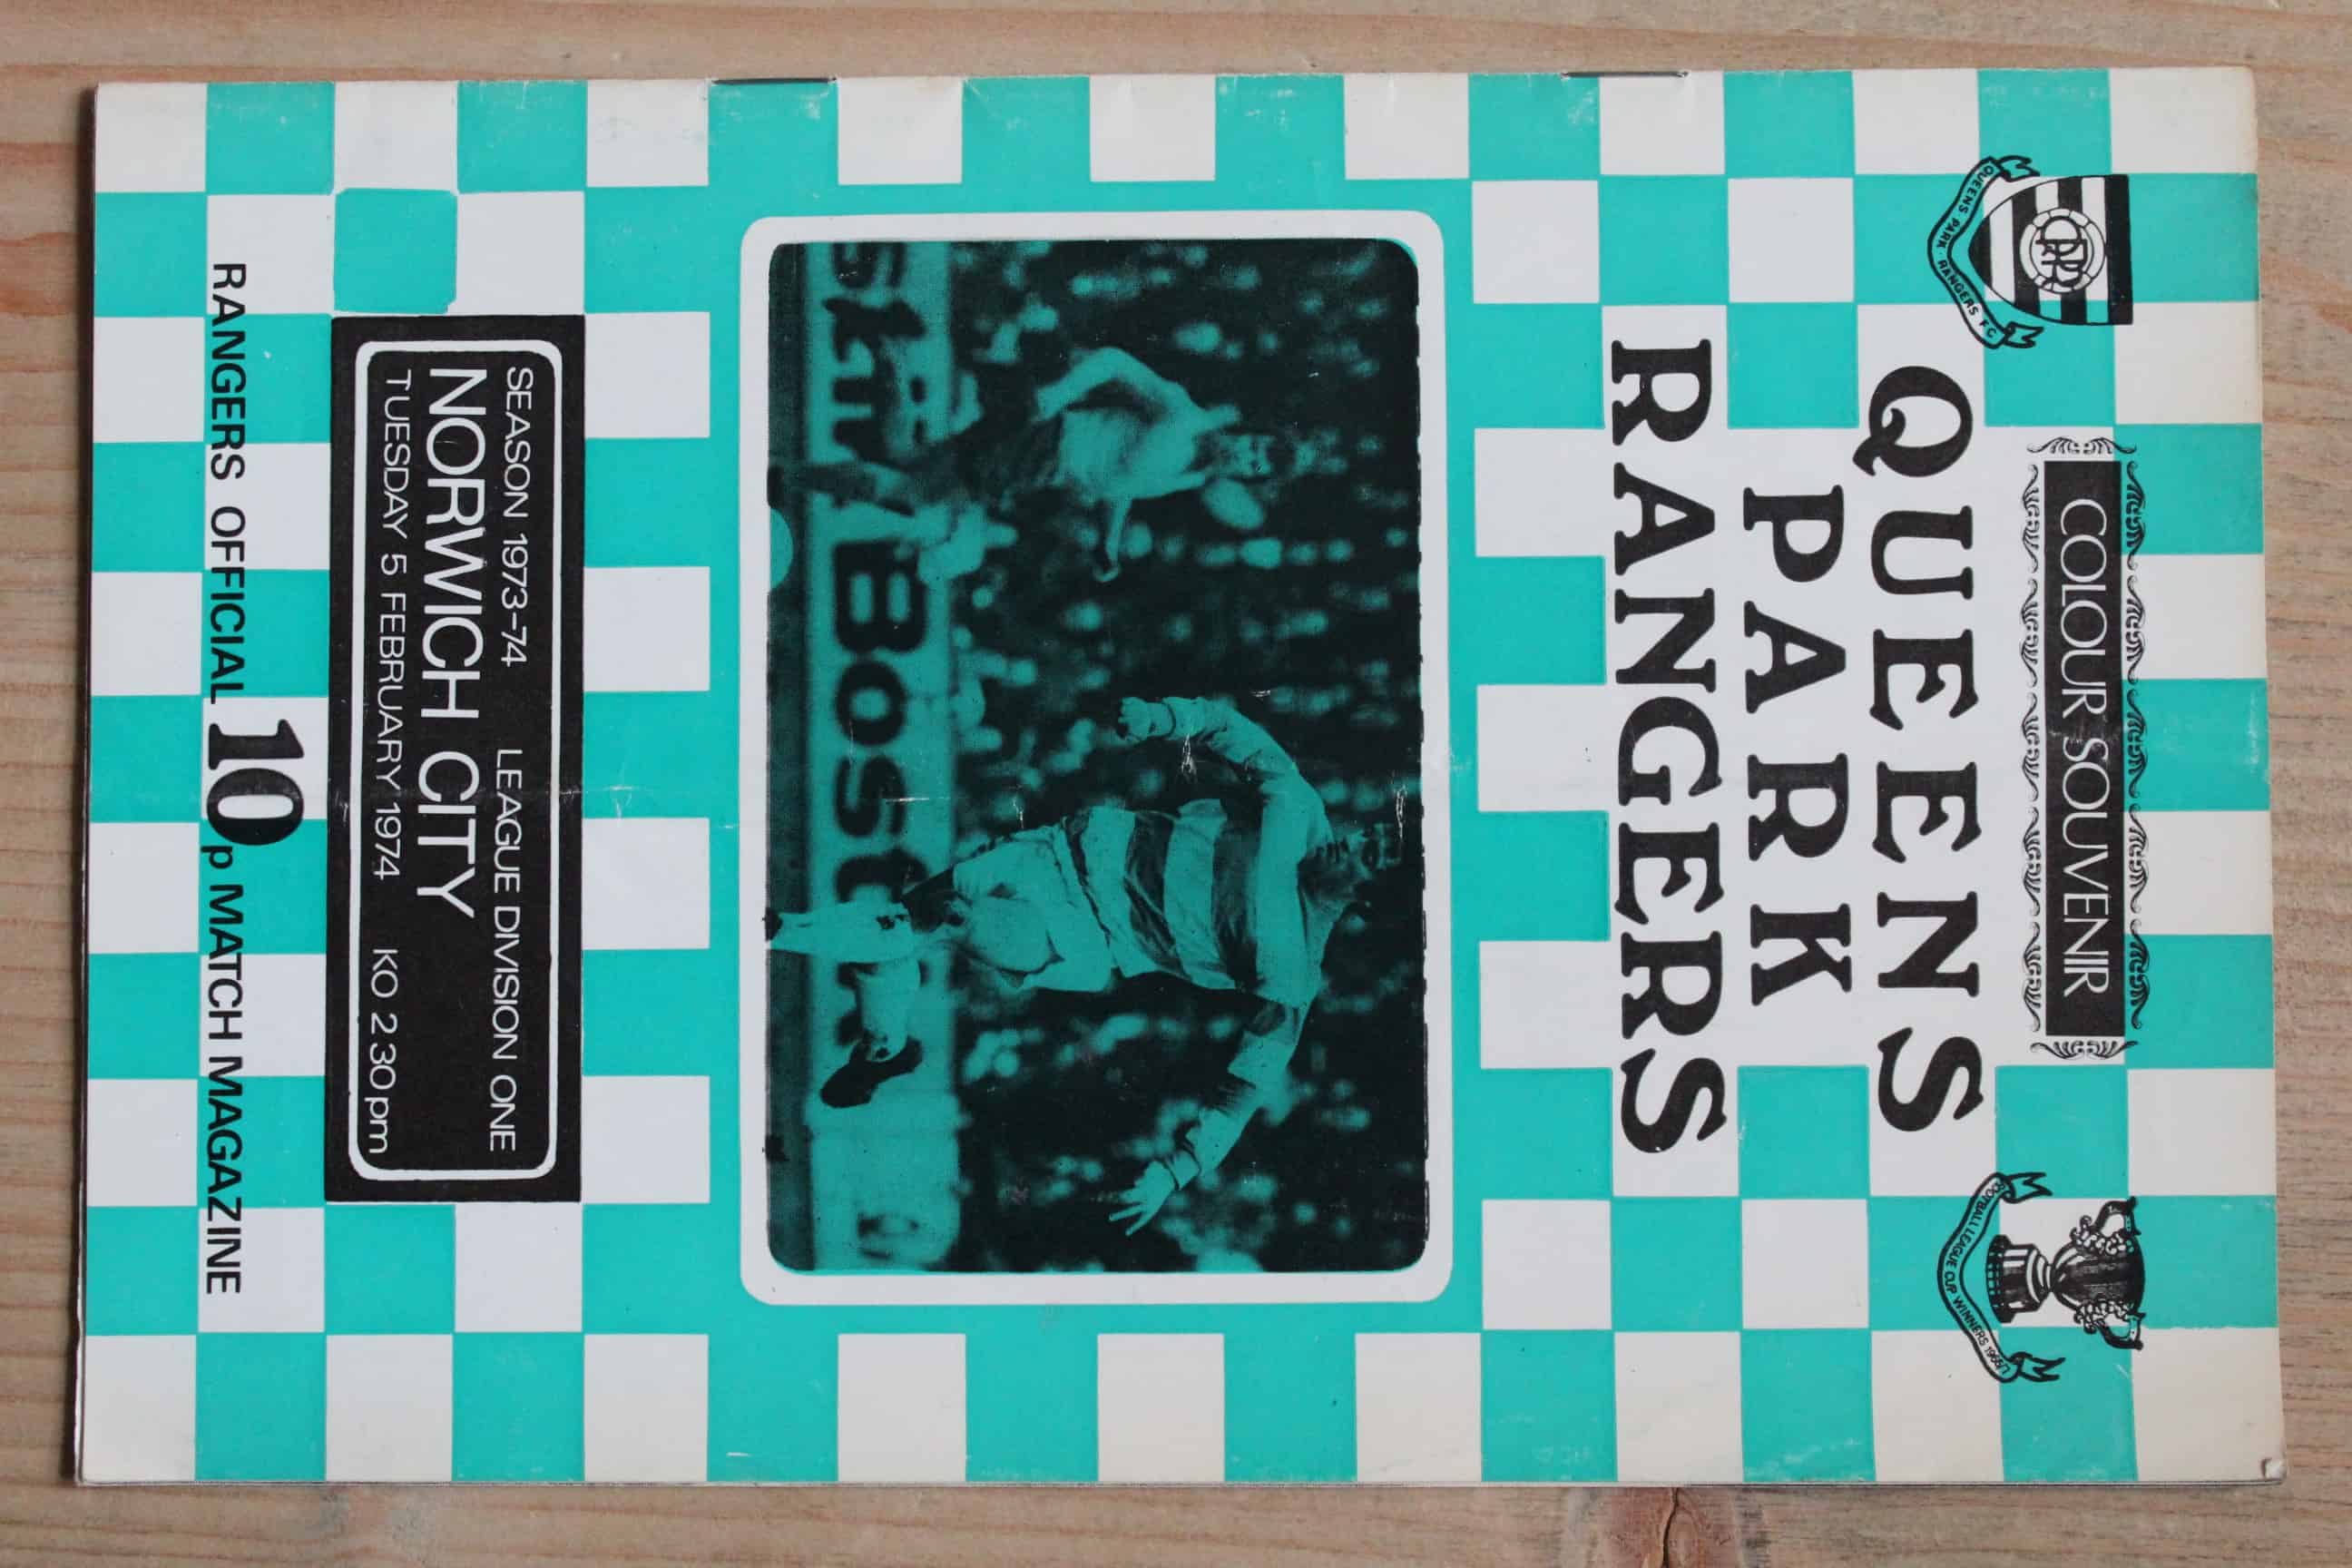 COLOUR SOUVENIR
QUEENS PARK RANGERS F.C.
FOOTBALL LEAGUE CUP WINNERS 1966/7
QUEENS
PARK
RANGERS
Bost
SEASON 1973-74 LEAGUE DIVISION ONE
NORWICH CITY
TUESDAY 5 FEBRUARY 1974 KO 2.30pm
RANGERS OFFICIAL 10p MATCH MAGAZINE